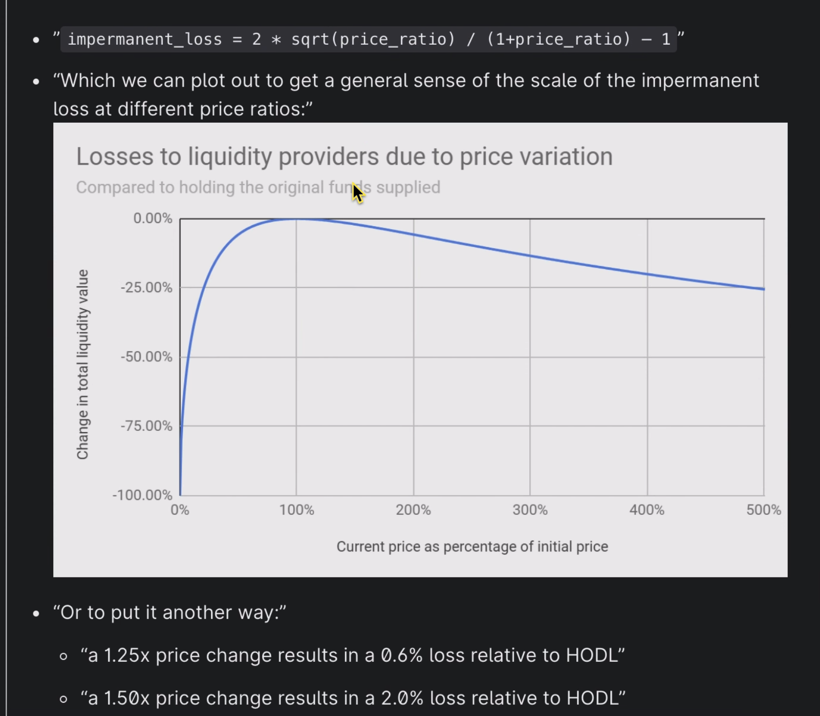 • ” impermanent_loss = 2 * sqrt(price_ratio) / (1+price_ratio) – 1 ”
• “Which we can plot out to get a general sense of the scale of the impermanent
loss at different price ratios:”
Losses to liquidity providers due to price variation
Compared to holding the original funds supplied
Change in total liquidity value
0.00%
-25.00%
-50.00%
-75.00%
-100.00%
0% 100% 200% 300% 400% 500%
Current price as percentage of initial price
• “Or to put it another way:”
◦ “a 1.25x price change results in a 0.6% loss relative to HODL”
◦ “a 1.50x price change results in a 2.0% loss relative to HODL”